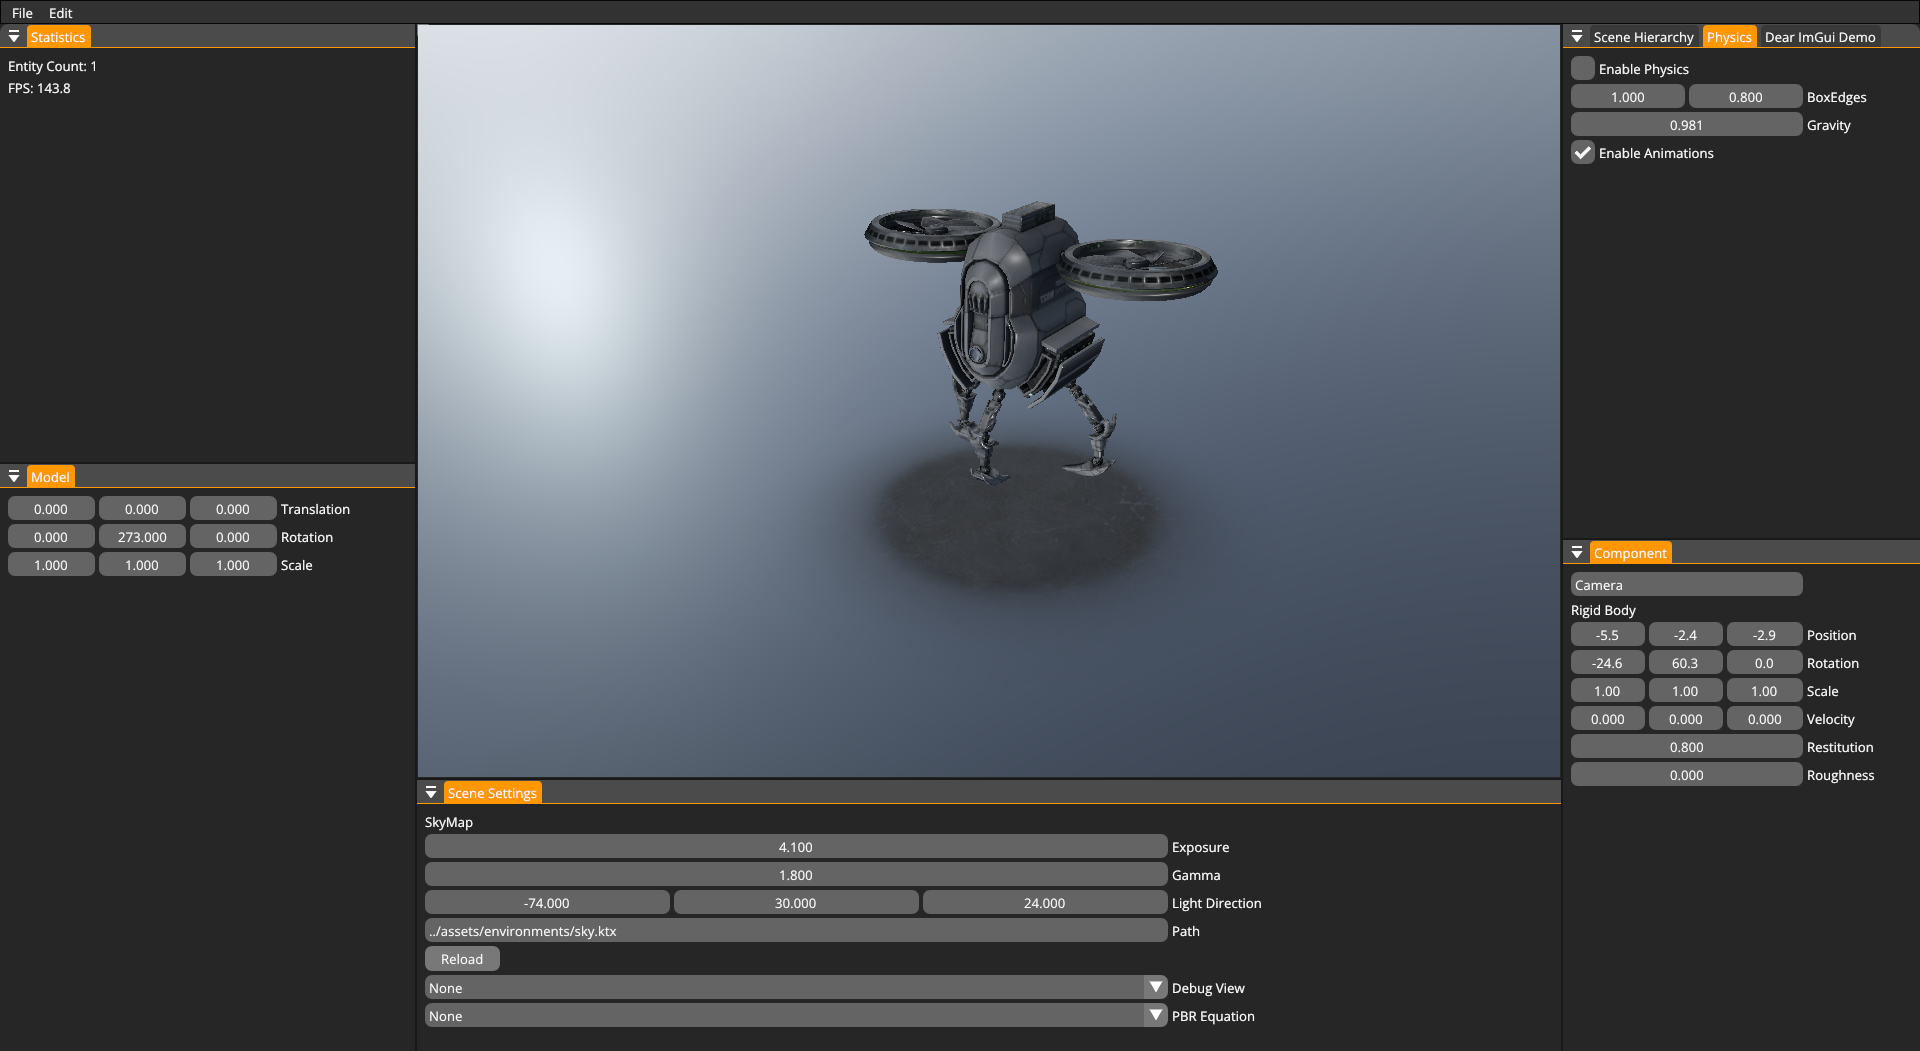 File Edit
Statistics
Entity Count: 1
FPS: 143.8
Model
0.000 0.000 0.000 Translation
0.000 273.000 0.000 Rotation
1.000 1.000 1.000 Scale
Scene Settings
SkyMap
4.100 Exposure
1.800 Gamma
-74.000 30.000 24.000 Light Direction
../assets/environments/sky.ktx Path
Reload
None Debug View
None PBR Equation
Scene Hierarchy Physics Dear ImGui Demo
Enable Physics
1.000 0.800 BoxEdges
0.981 Gravity
Enable Animations
Component
Camera
Rigid Body
-5.5 -2.4 -2.9 Position
-24.6 60.3 0.0 Rotation
1.00 1.00 1.00 Scale
0.000 0.000 0.000 Velocity
0.800 Restitution
0.000 Roughness